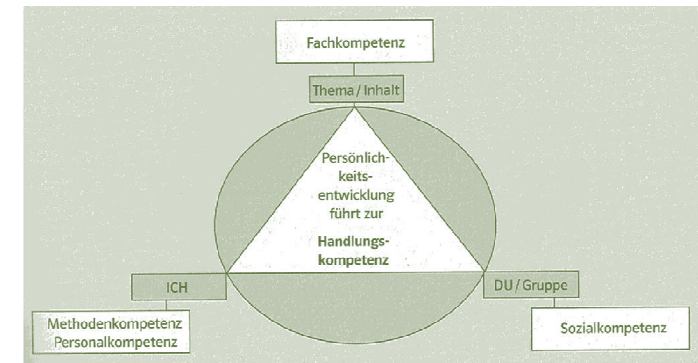 Fachkompetenz
Thema / Inhalt
Persönlich-
keits-
entwicklung
führt zur
Handlungs-
kompetenz
ICH
DU / Gruppe
Methodenkompetenz
Personalkompetenz
Sozialkompetenz